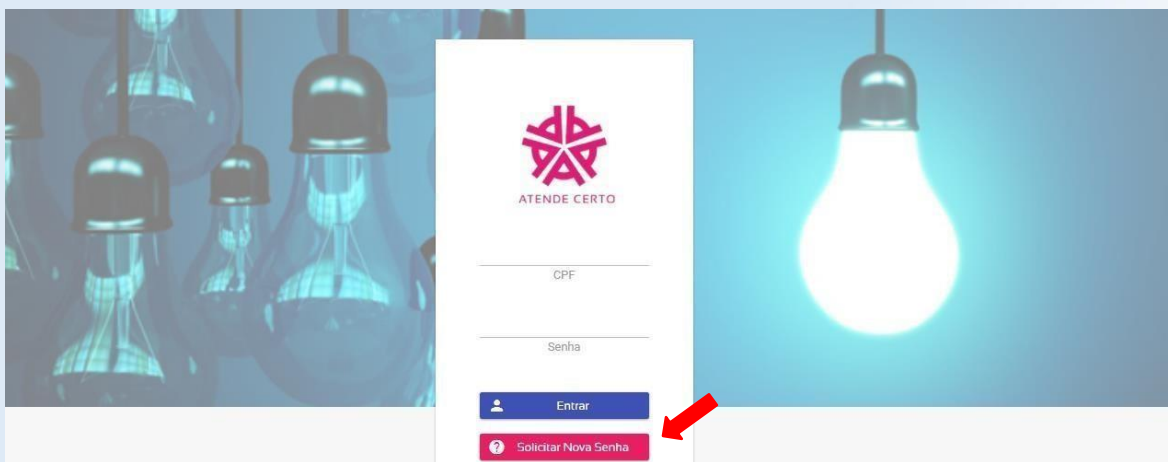 ATENDE CERTO
CPF
Senha
Entrar
Solicitar Nova Senha